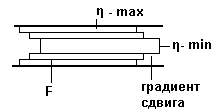 η - max
η - min
F
градиент
сдвига